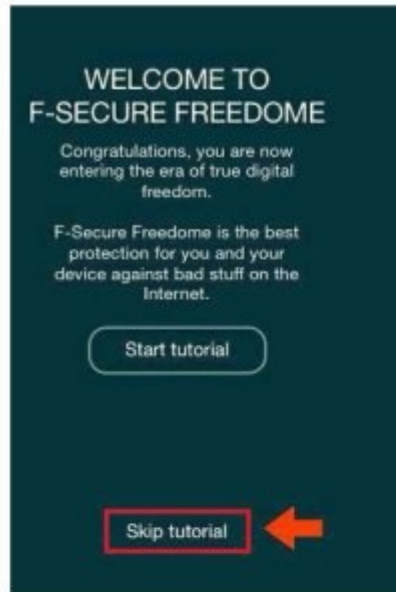 WELCOME TO
F-SECURE FREEDOME
Congratulations, you are now
entering the era of true digital
freedom.
F-Secure Freedome is the best
protection for you and your
device against bad stuff on the
Internet.
Start tutorial
Skip tutorial